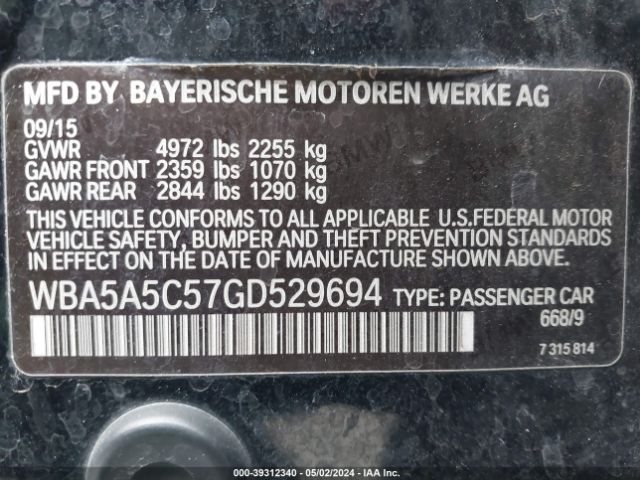 MFD BY BAYERISCHE MOTOREN WERKE AG
09/15
GVWR 4972 lbs 2255 kg
GAWR FRONT 2359 lbs 1070 kg
GAWR REAR 2844 lbs 1290 kg
THIS VEHICLE CONFORMS TO ALL APPLICABLE U.S.FEDERAL MOTOR
VEHICLE SAFETY, BUMPER AND THEFT PREVENTION STANDARDS
IN EFFECT ON THE DATE OF MANUFACTURE SHOWN ABOVE.
WBA5A5C57GD529694 TYPE: PASSENGER CAR
668/9
7 315 814
000-39312340 - 05/02/2024 - IAA Inc.